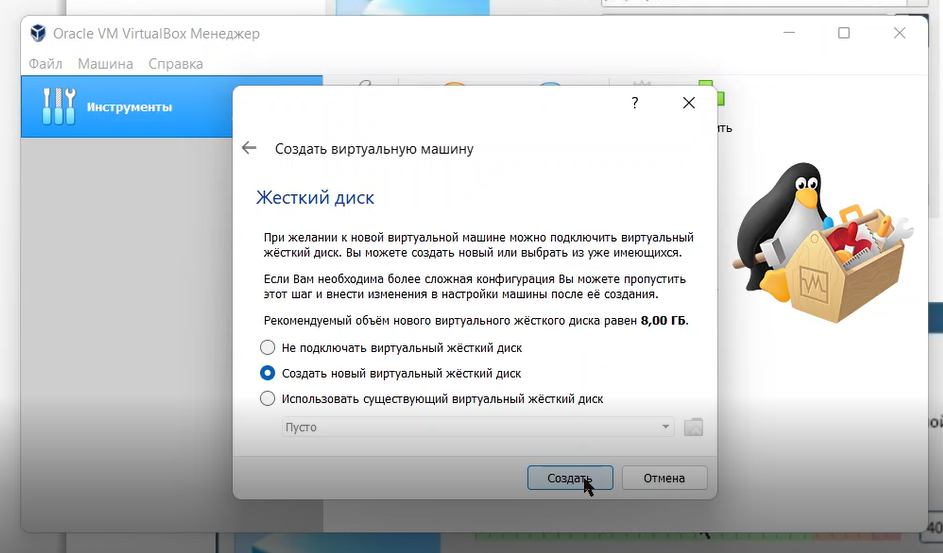 Oracle VM VirtualBox Менеджер
Файл Машина Справка
Инструменты
?
ить
Создать виртуальную машину
Жесткий диск
При желании к новой виртуальной машине можно подключить виртуальный
жёсткий диск. Вы можете создать новый или выбрать из уже имеющихся.
Если Вам необходима более сложная конфигурация Вы можете пропустить
этот шаг и внести изменения в настройки машины после её создания.
Рекомендуемый объём нового виртуального жёсткого диска равен 8,00 ГБ.
Не подключать виртуальный жёсткий диск
Создать новый виртуальный жёсткий диск
Использовать существующий виртуальный жёсткий диск
Пусто
ой
Создать Отмена
40